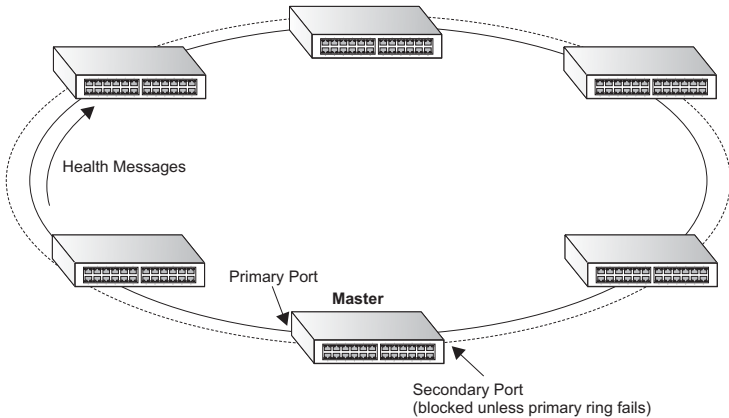 Health Messages
Primary Port
Master
Secondary Port
(blocked unless primary ring fails)